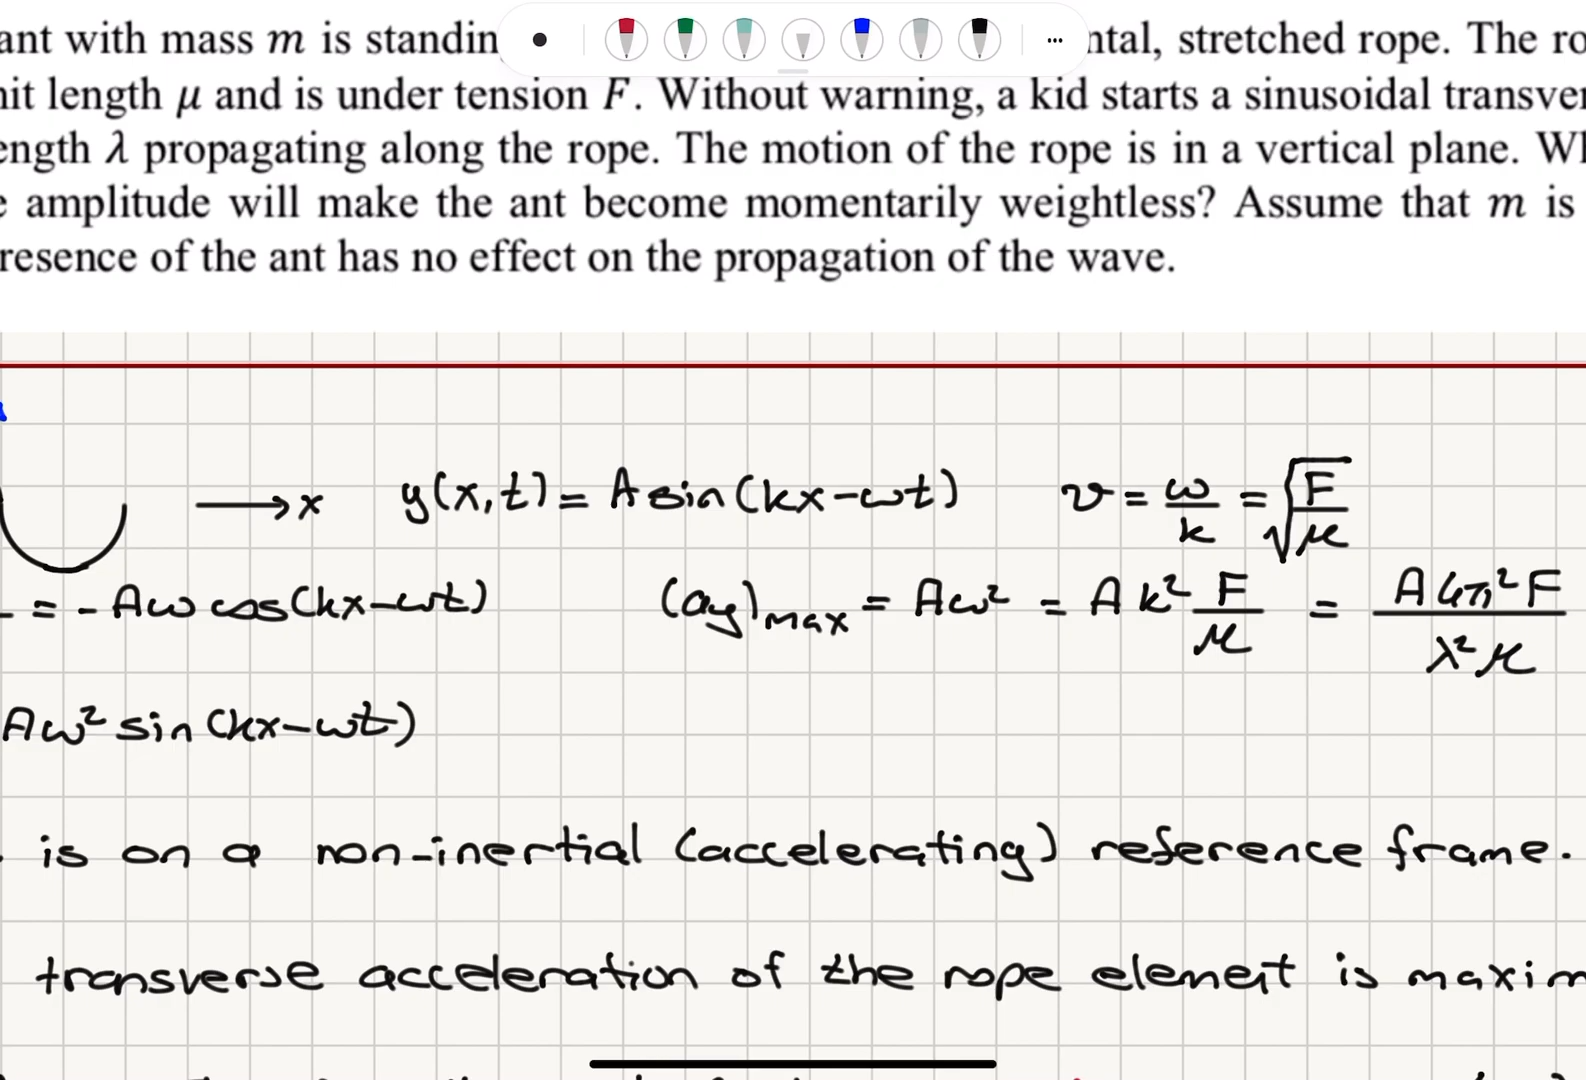 ant with mass m is standin ntal, stretched rope. The ro
nit length μ and is under tension F. Without warning, a kid starts a sinusoidal transver
ength λ propagating along the rope. The motion of the rope is in a vertical plane. Wh
e amplitude will make the ant become momentarily weightless? Assume that m is
resence of the ant has no effect on the propagation of the wave.
→x y(x,t) = A sin(kx-ωt) v = ω/k = √(F/μ)
= - Aω cos(kx-ωt) (ay)max = Aω² = A k² F/μ = A4π²F/λ²μ
Aω² sin(kx-ωt)
is on a non-inertial (accelerating) reference frame.
transverse acceleration of the rope element is maxim